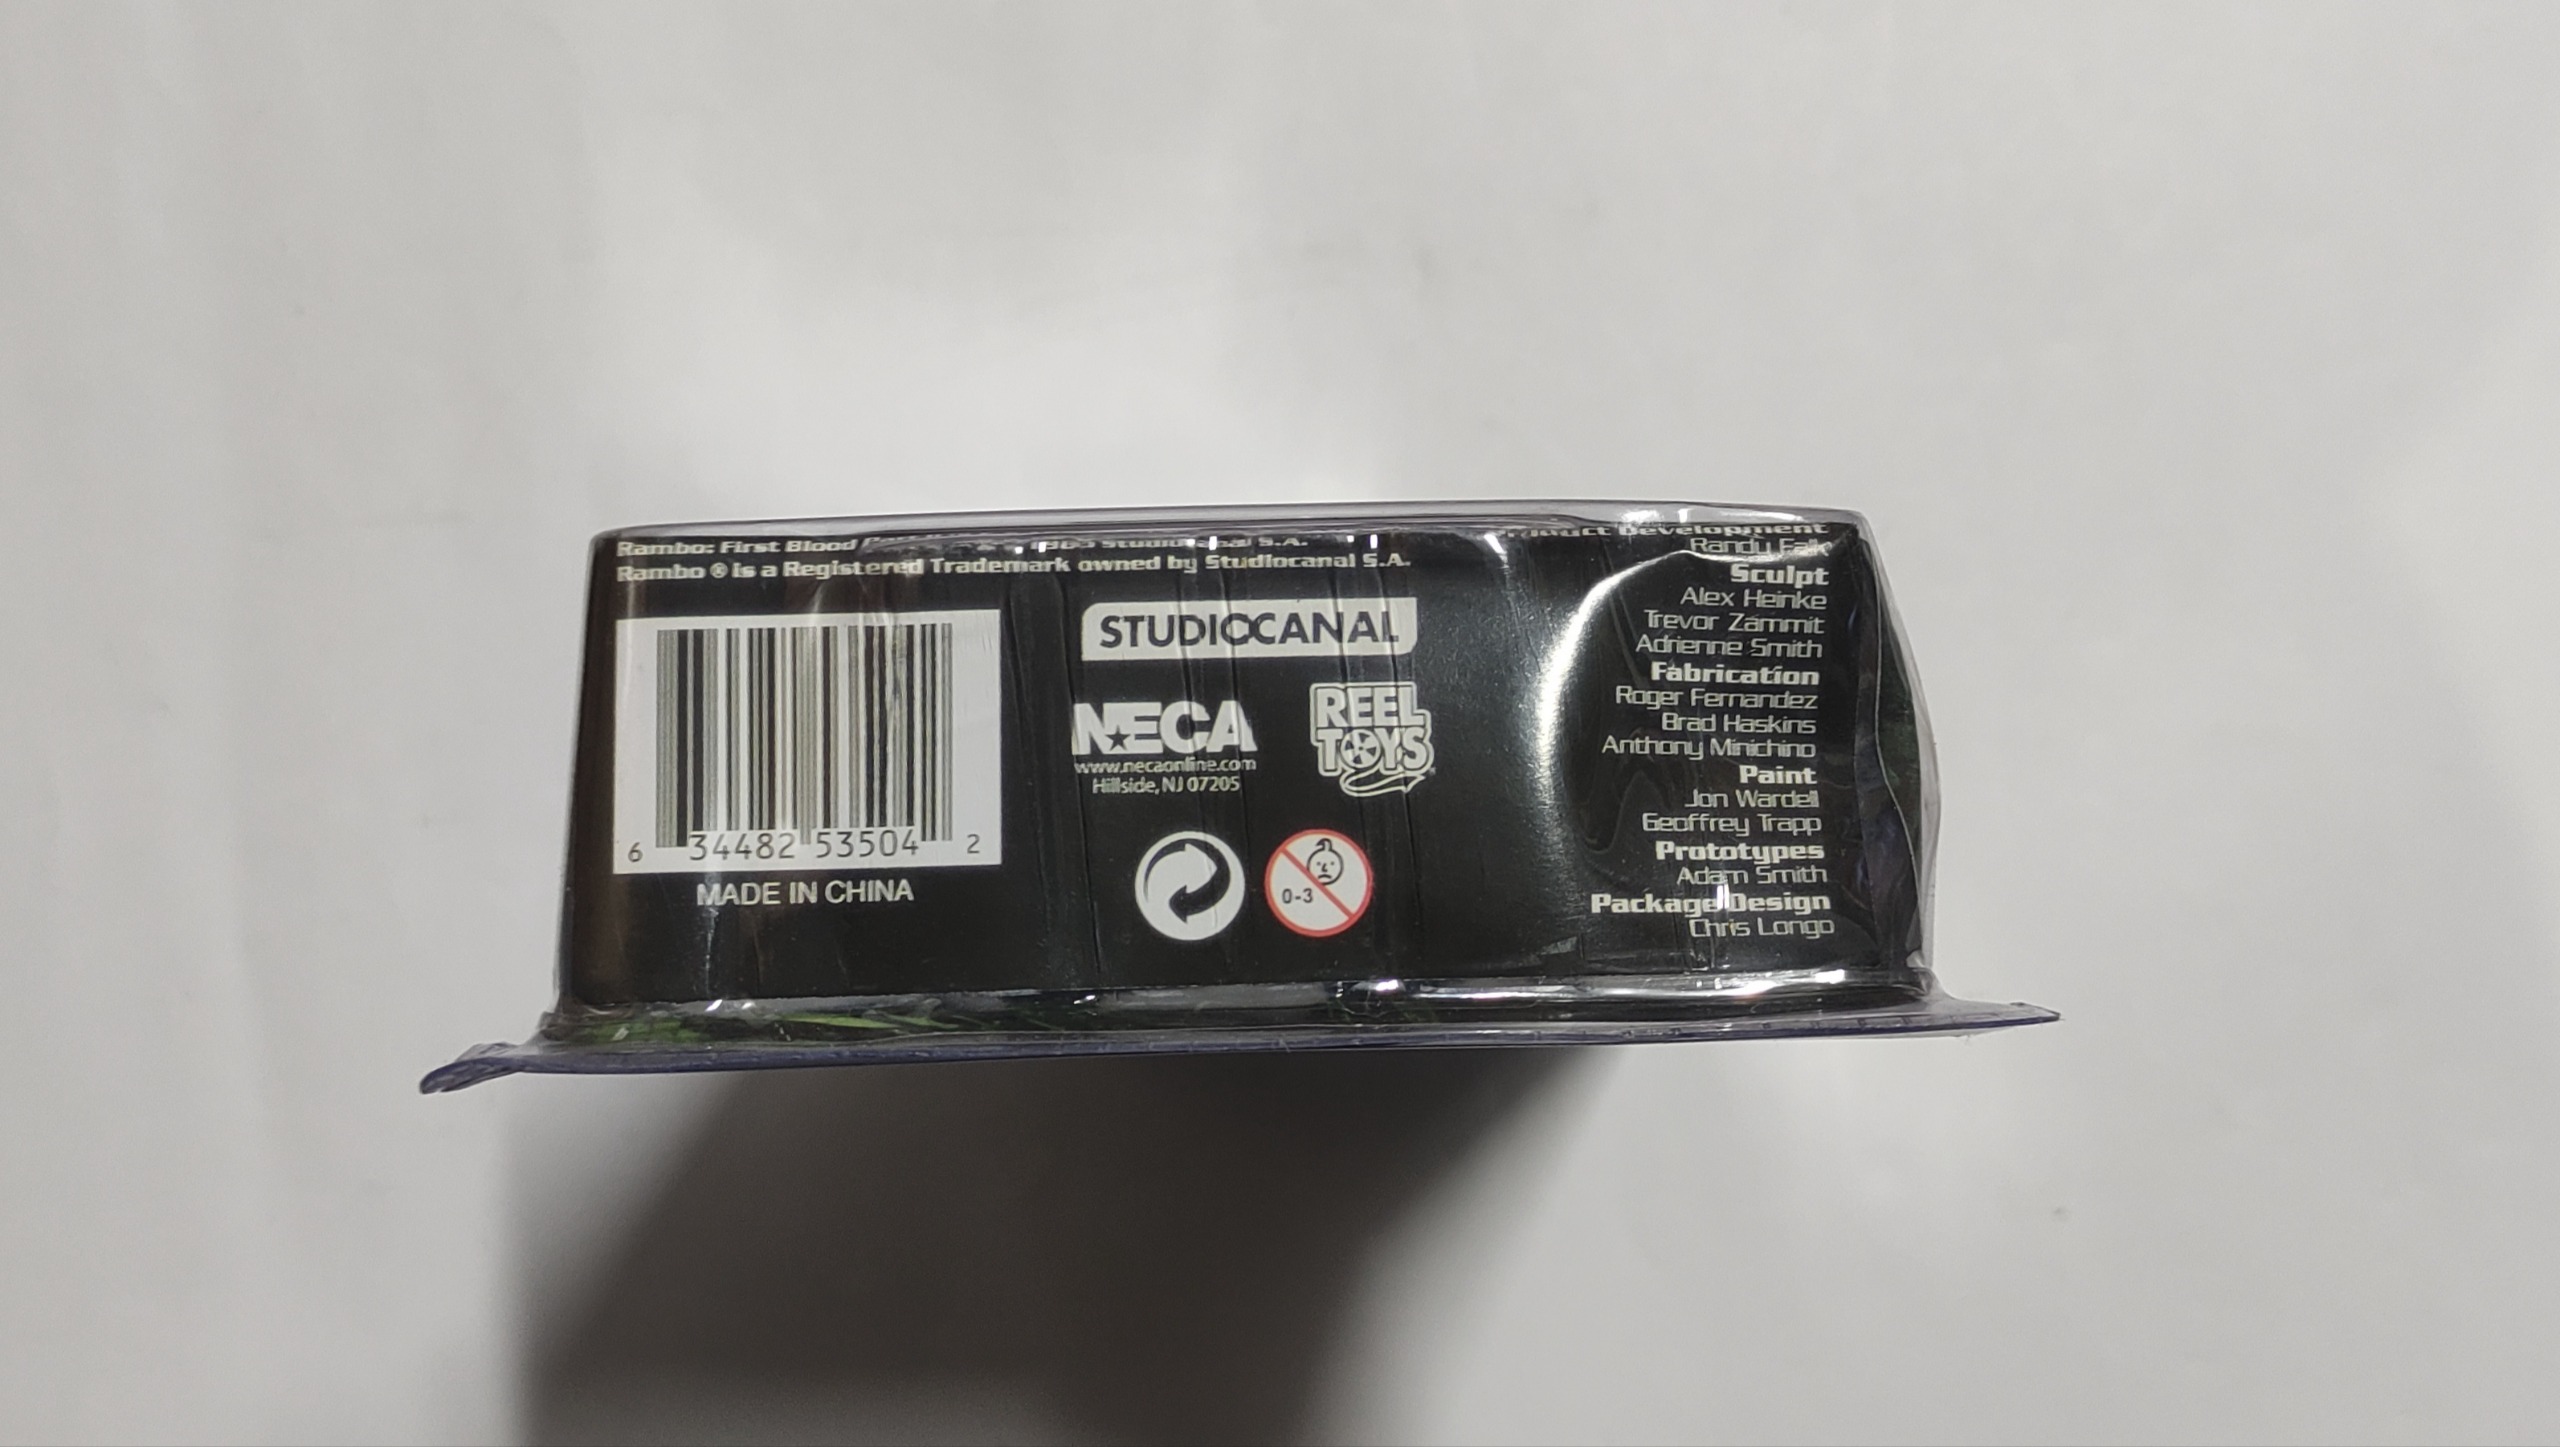 Rambo: First Blood Studiocanal S.A.
Rambo ® is a Registered Trademark owned by Studiocanal S.A.
6 34482 53504 2
MADE IN CHINA
STUDIOCANAL
NECA
www.necaonline.com
Hillside, NJ 07205
REEL
TOYS
0-3
Product Development
Randy Falk
Sculpt
Alex Heinke
Trevor Zammit
Adrienne Smith
Fabrication
Roger Fernandez
Brad Haskins
Anthony Minichino
Paint
Jon Wardell
Geoffrey Trapp
Prototypes
Adam Smith
Package Design
Chris Longo